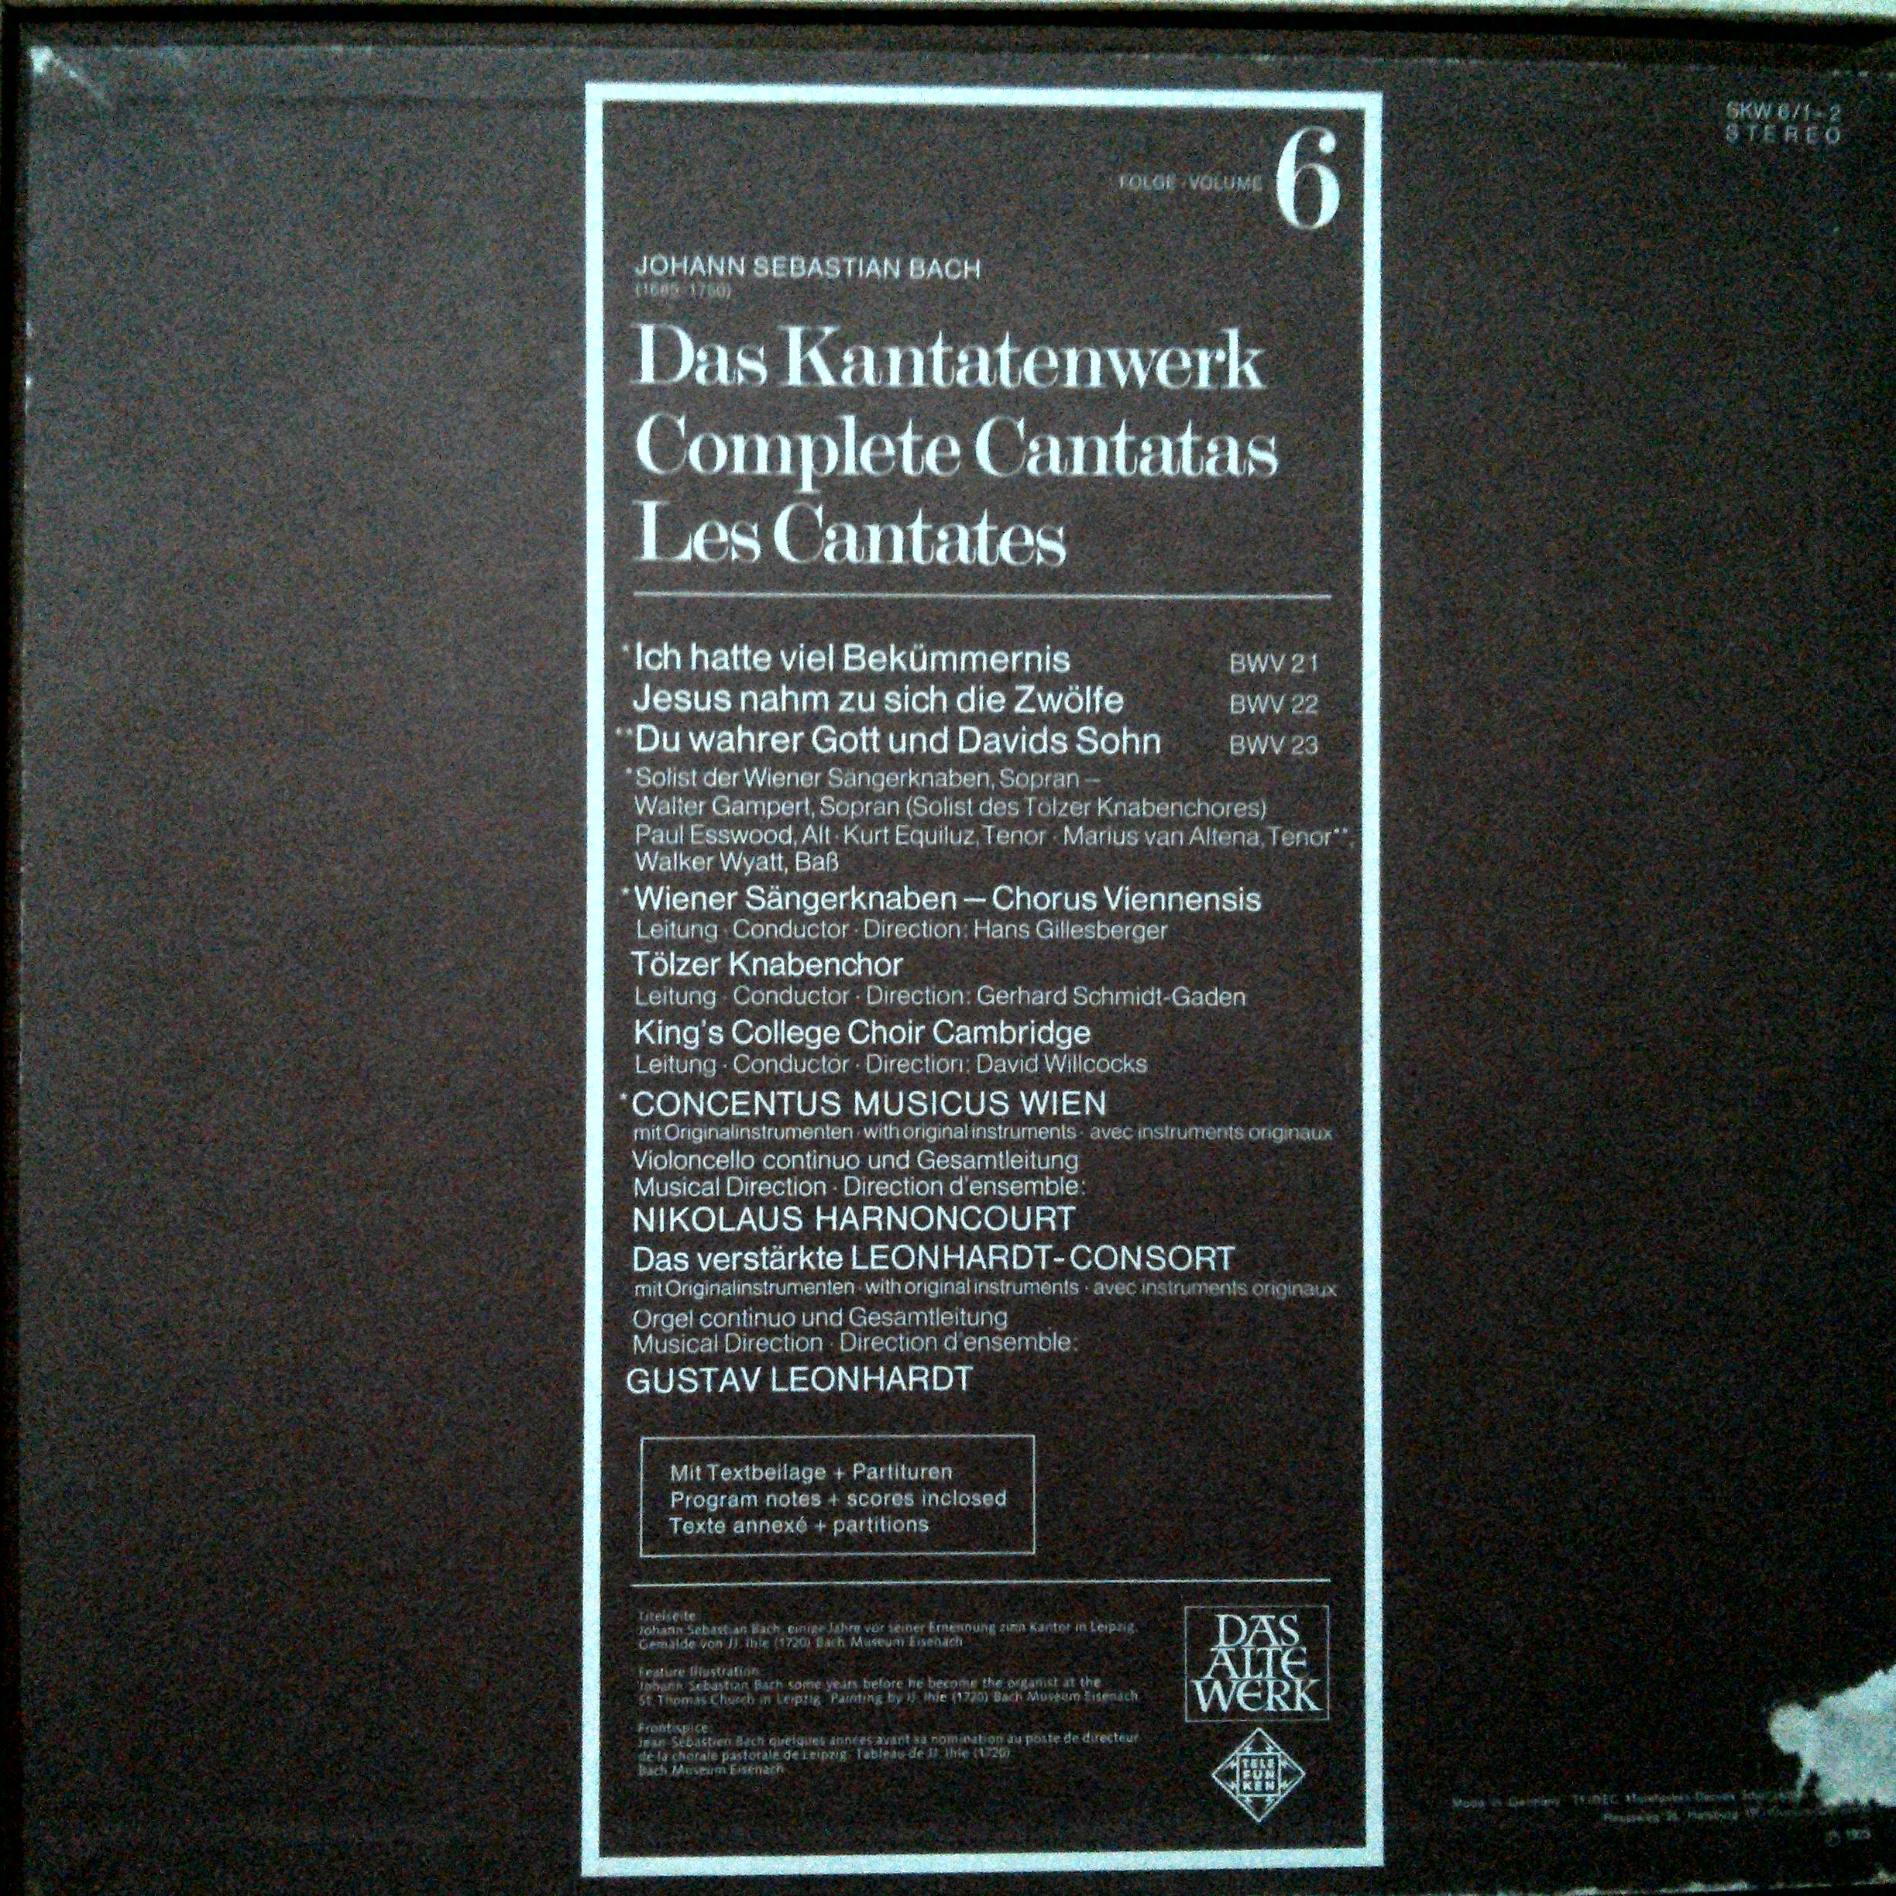 SKW 6/1-2
STEREO
FOLGE · VOLUME 6
JOHANN SEBASTIAN BACH
(1685-1750)
Das Kantatenwerk
Complete Cantatas
Les Cantates
*Ich hatte viel Bekümmernis BWV 21
Jesus nahm zu sich die Zwölfe BWV 22
**Du wahrer Gott und Davids Sohn BWV 23
*Solist der Wiener Sängerknaben, Sopran –
Walter Gampert, Sopran (Solist des Tölzer Knabenchores)
Paul Esswood, Alt · Kurt Equiluz, Tenor · Marius van Altena, Tenor**,
Walker Wyatt, Baß
*Wiener Sängerknaben – Chorus Viennensis
Leitung · Conductor · Direction: Hans Gillesberger
Tölzer Knabenchor
Leitung · Conductor · Direction: Gerhard Schmidt-Gaden
King's College Choir Cambridge
Leitung · Conductor · Direction: David Willcocks
*CONCENTUS MUSICUS WIEN
mit Originalinstrumenten · with original instruments · avec instruments originaux
Violoncello continuo und Gesamtleitung
Musical Direction · Direction d'ensemble:
NIKOLAUS HARNONCOURT
Das verstärkte LEONHARDT-CONSORT
mit Originalinstrumenten · with original instruments · avec instruments originaux
Orgel continuo und Gesamtleitung
Musical Direction · Direction d'ensemble:
GUSTAV LEONHARDT
Mit Textbeilage + Partituren
Program notes + scores inclosed
Texte annexé + partitions
Titelseite
Johann Sebastian Bach, einige Jahre vor seiner Ernennung zum Kantor in Leipzig.
Gemälde von JJ. Ihle (1720) Bach Museum Eisenach
Feature Illustration
Johann Sebastian Bach some years before he become the organist at the
St Thomas Church in Leipzig. Painting by JJ. Ihle (1720) Bach Museum Eisenach
Frontispice:
Jean Sébastien Bach quelques années avant sa nomination au poste de directeur
de la chorale pastorale de Leipzig. Tableau de JJ. Ihle (1720)
Bach Museum Eisenach
DAS
ALTE
WERK
TELE
FUN
KEN
Made in Germany
Hamburg